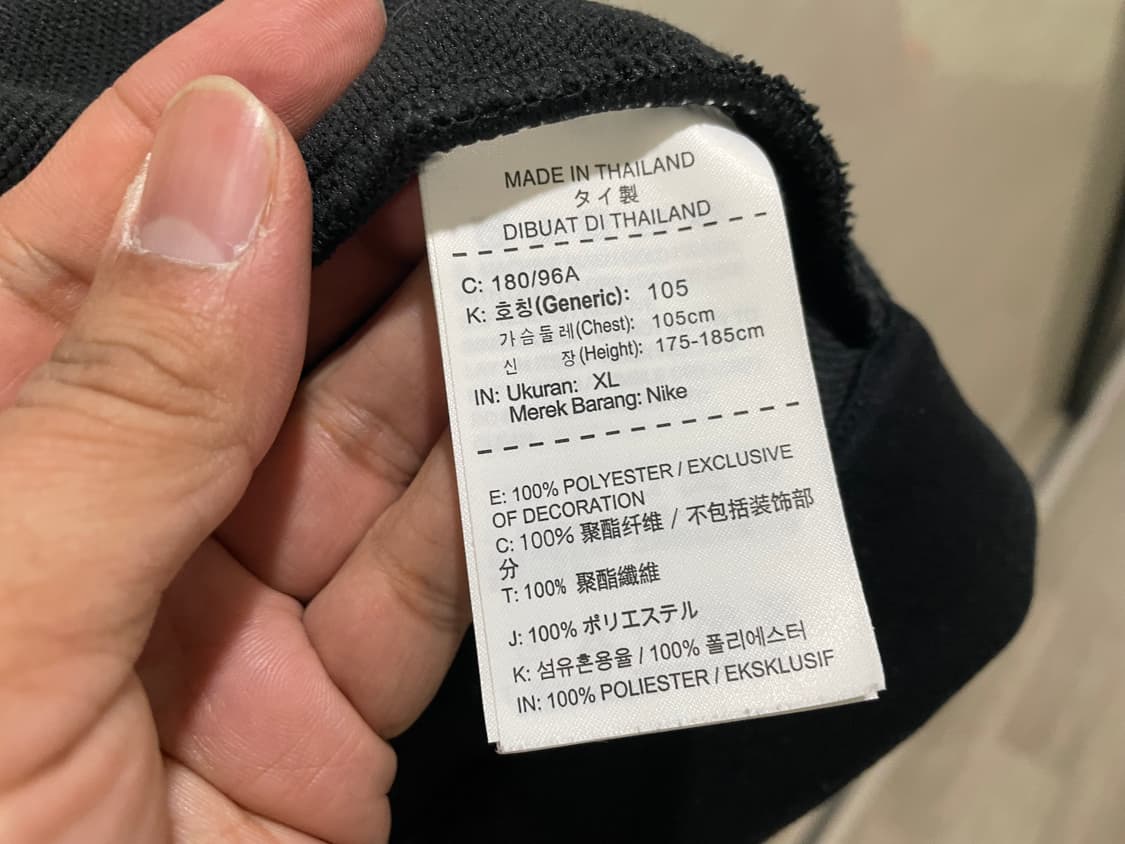 MADE IN THAILAND
タイ製
DIBUAT DI THAILAND
C: 180/96A
K: 호칭(Generic): 105
가슴둘레(Chest): 105cm
신 장(Height): 175-185cm
IN: Ukuran: XL
Merek Barang: Nike
E: 100% POLYESTER / EXCLUSIVE
OF DECORATION
C: 100% 聚酯纤维 / 不包括装饰部
分
T: 100% 聚酯纖維
J: 100% ポリエステル
K: 섬유혼용율 / 100% 폴리에스터
IN: 100% POLIESTER / EKSKLUSIF